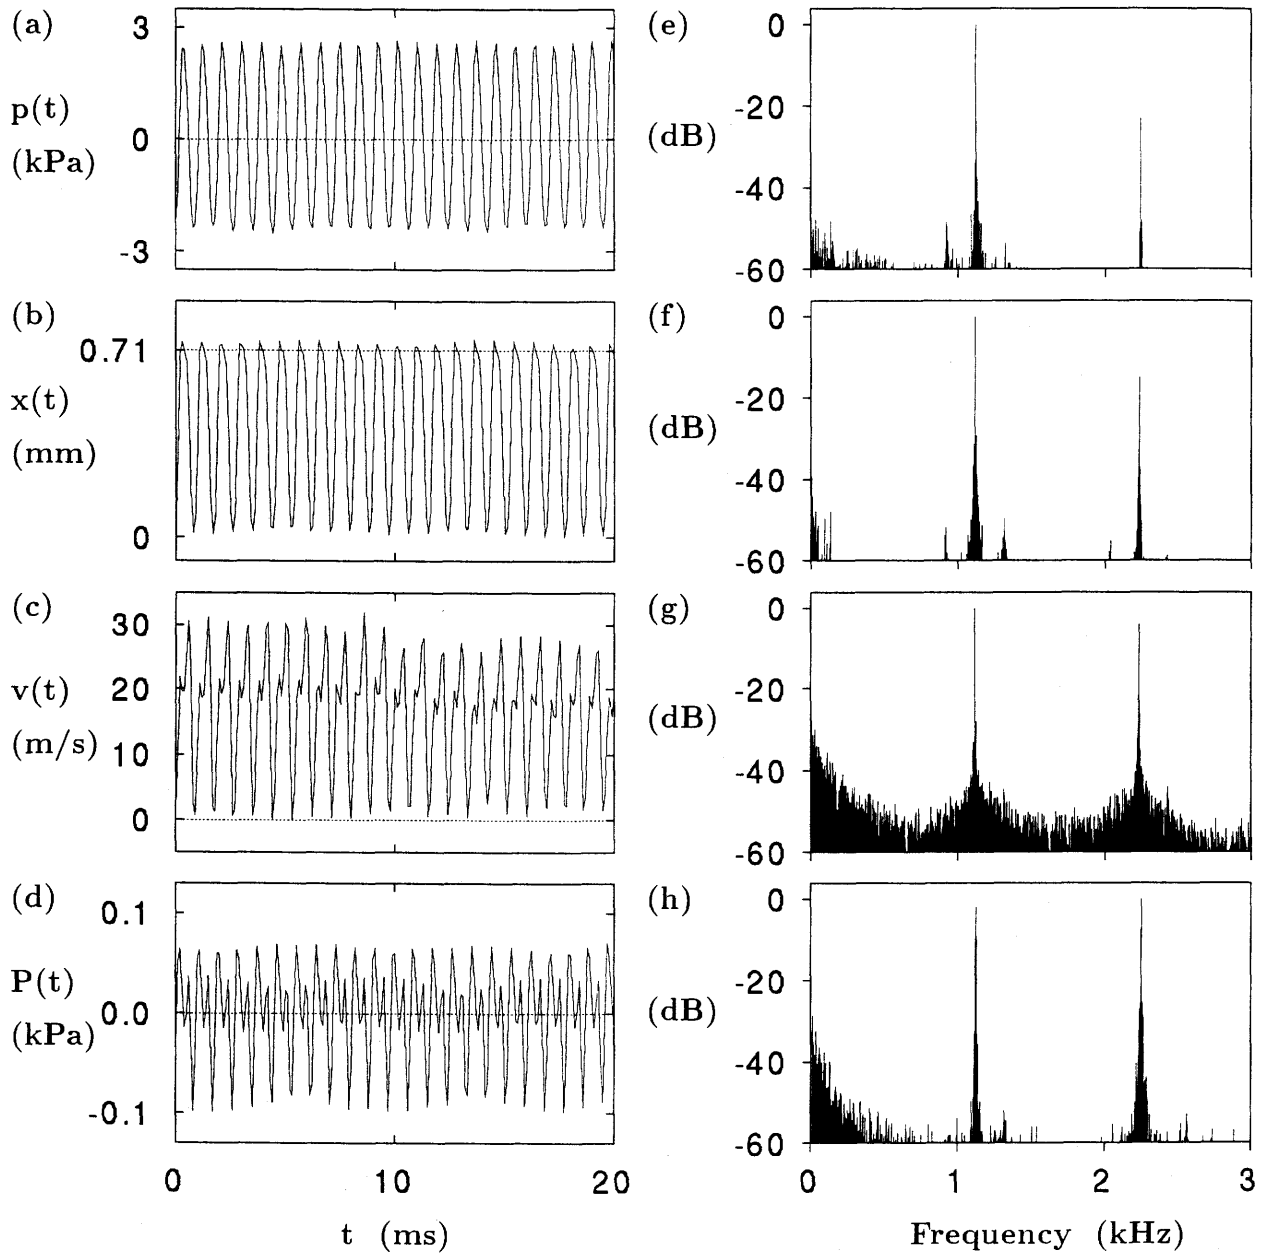 (a)
3
p(t)
0
(kPa)
-3
(b)
0.71
x(t)
(mm)
0
(c)
30
v(t)
20
(m/s)
10
0
(d)
0.1
P(t)
0.0
(kPa)
-0.1
0 10 20
t (ms)
(e)
0
-20
(dB)
-40
-60
(f)
0
-20
(dB)
-40
-60
(g)
0
-20
(dB)
-40
-60
(h)
0
-20
(dB)
-40
-60
0 1 2 3
Frequency (kHz)